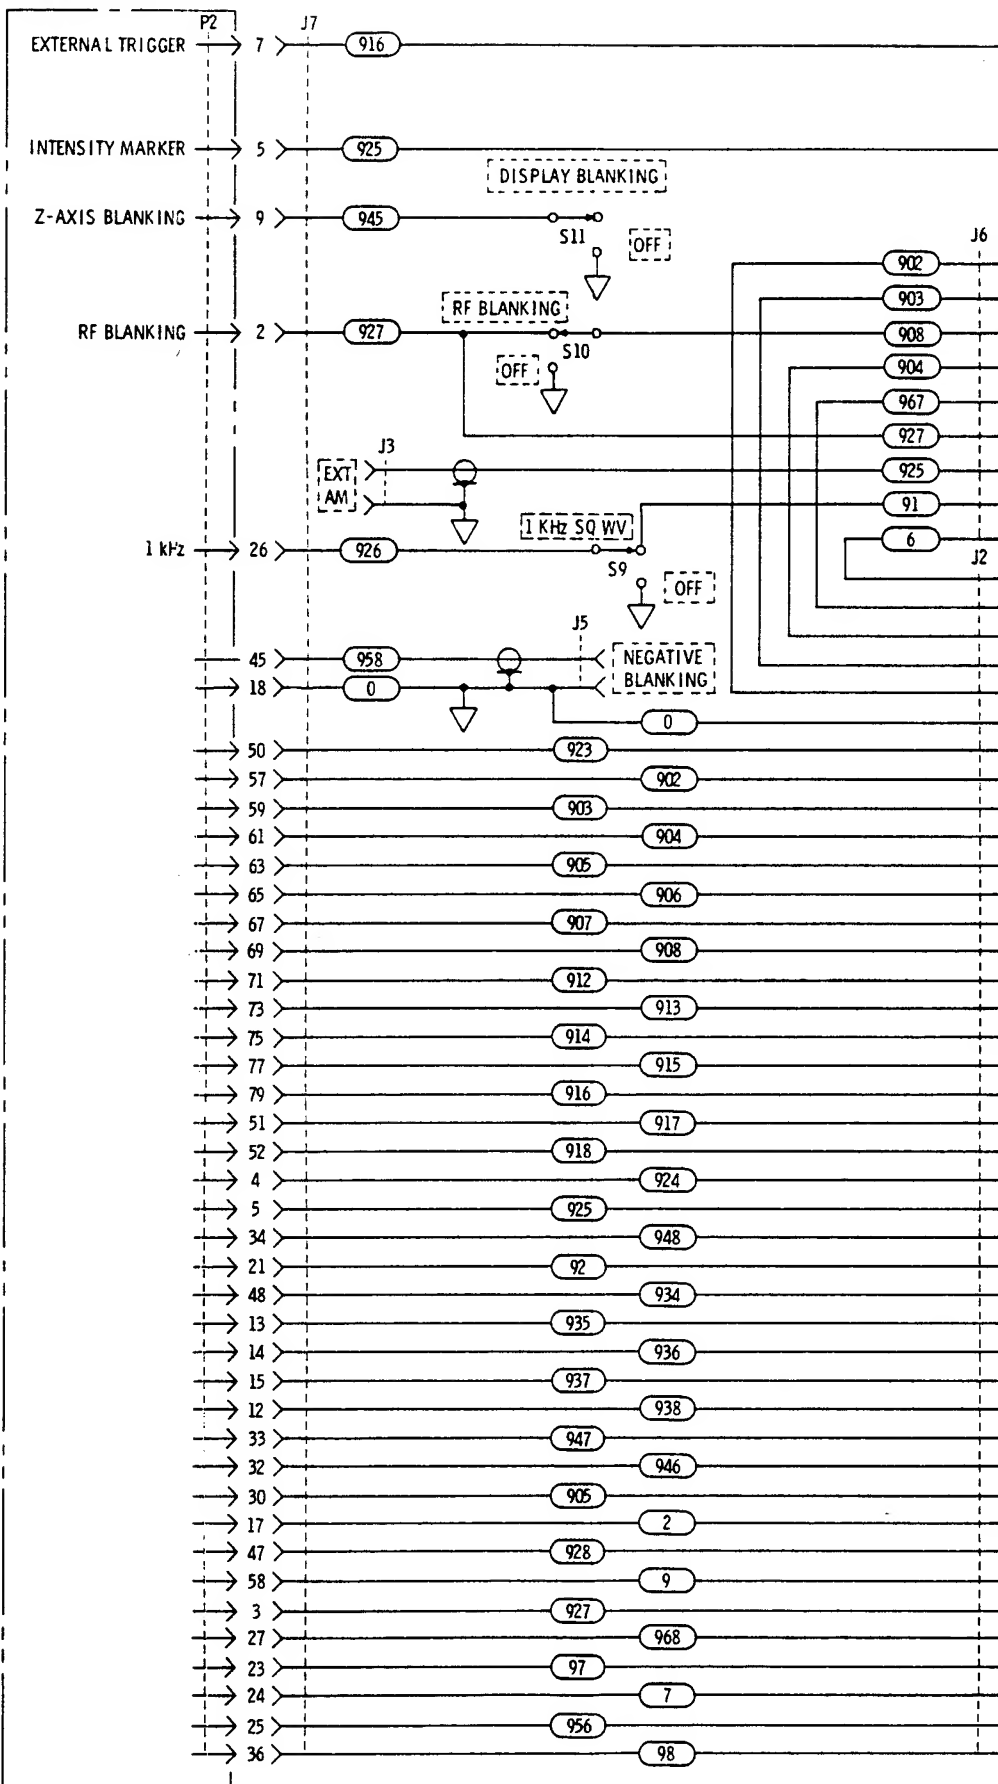 P2 J7
EXTERNAL TRIGGER 7 916
INTENSITY MARKER 5 925
DISPLAY BLANKING
Z-AXIS BLANKING 9 945
S11 OFF
J6
902
903
RF BLANKING
RF BLANKING 2 927 908
S10
OFF
904
967
927
J3
EXT
AM
925
91
1 KHz SQ WV
6
1 kHz 26 926
S9
J2
OFF
J5
45 958 NEGATIVE
18 0 BLANKING
0
50 923
57 902
59 903
61 904
63 905
65 906
67 907
69 908
71 912
73 913
75 914
77 915
79 916
51 917
52 918
4 924
5 925
34 948
21 92
48 934
13 935
14 936
15 937
12 938
33 947
32 946
30 905
17 2
47 928
58 9
3 927
27 968
23 97
24 7
25 956
36 98